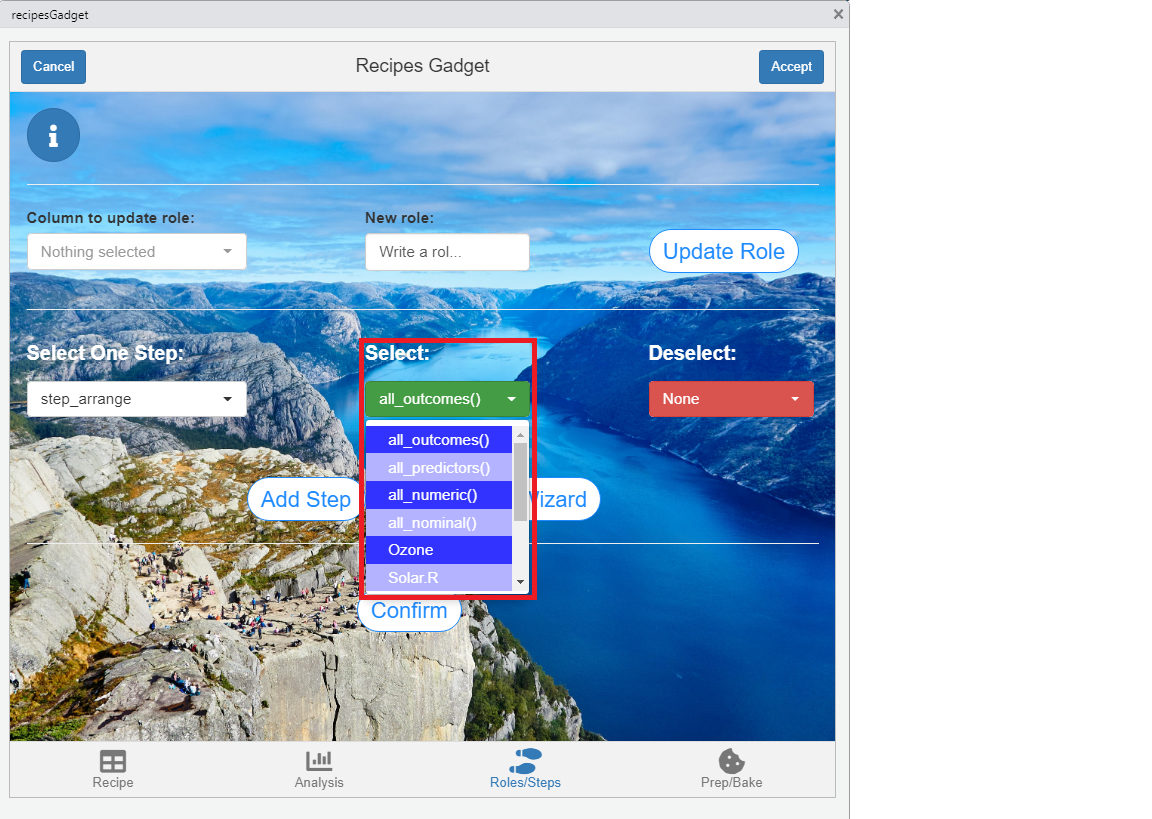 recipesGadget
Cancel
Recipes Gadget
Accept
Column to update role:
New role:
Nothing selected
Write a rol...
Update Role
Select One Step:
Select:
Deselect:
step_arrange
all_outcomes()
None
all_outcomes()
all_predictors()
all_numeric()
all_nominal()
Ozone
Solar.R
Add Step
Confirm
Recipe
Analysis
Roles/Steps
Prep/Bake